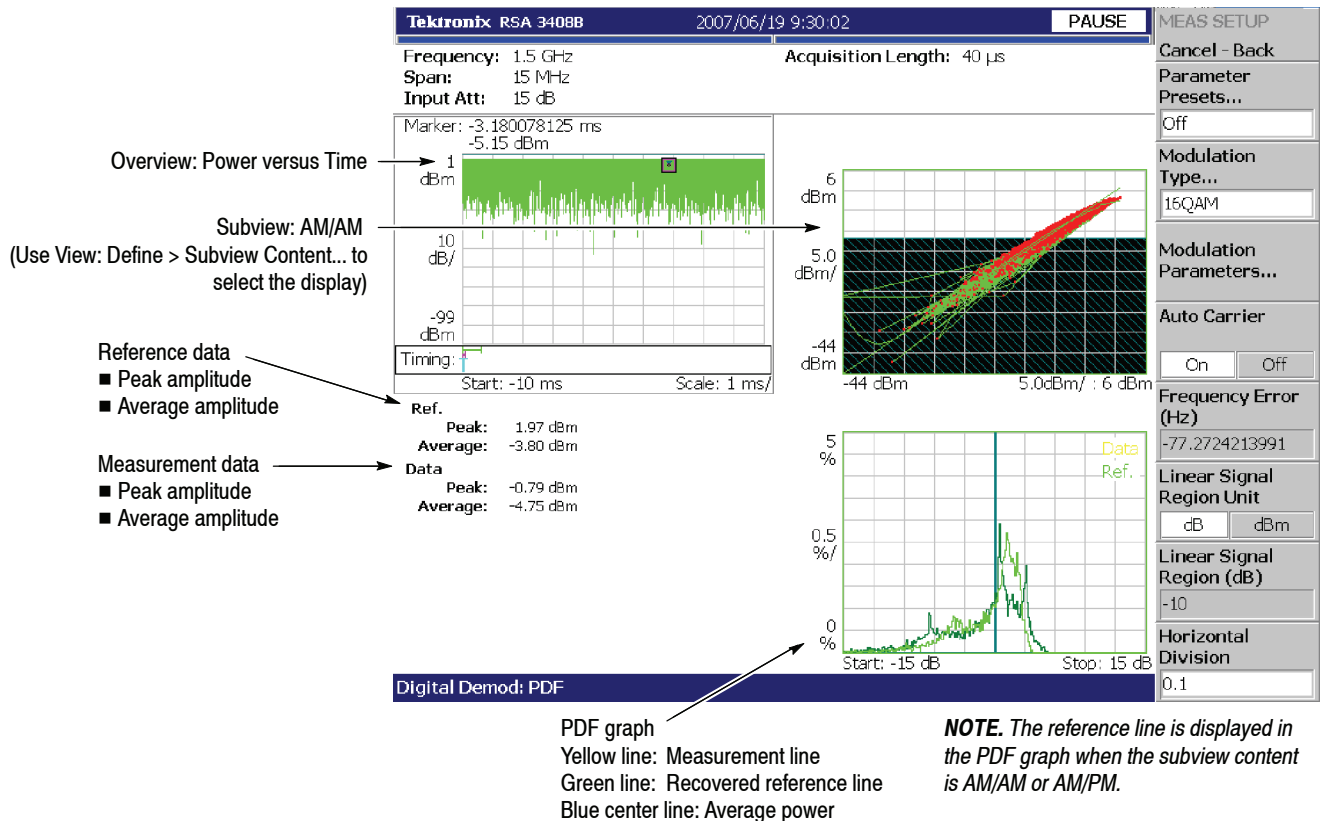 Tektronix RSA 3408B
2007/06/19 9:30:02
PAUSE
Frequency: 1.5 GHz
Span: 15 MHz
Input Att: 15 dB
Acquisition Length: 40 µs
Marker: -3.180078125 ms
-5.15 dBm
1
dBm
10
dB/
-99
dBm
Timing:
Start: -10 ms
Scale: 1 ms/
6
dBm
5.0
dBm/
-44
dBm
-44 dBm
5.0dBm/ : 6 dBm
Ref.
Peak: 1.97 dBm
Average: -3.80 dBm
Data
Peak: -0.79 dBm
Average: -4.75 dBm
5
%
0.5
%/
0
%
Data
Ref.
Start: -15 dB
Stop: 15 dB
Digital Demod: PDF
MEAS SETUP
Cancel - Back
Parameter
Presets...
Off
Modulation
Type...
16QAM
Modulation
Parameters...
Auto Carrier
On
Off
Frequency Error
(Hz)
-77.2724213991
Linear Signal
Region Unit
dB
dBm
Linear Signal
Region (dB)
-10
Horizontal
Division
0.1
Overview: Power versus Time
Subview: AM/AM
(Use View: Define > Subview Content... to
select the display)
Reference data
■ Peak amplitude
■ Average amplitude
Measurement data
■ Peak amplitude
■ Average amplitude
PDF graph
Yellow line: Measurement line
Green line: Recovered reference line
Blue center line: Average power
NOTE. The reference line is displayed in
the PDF graph when the subview content
is AM/AM or AM/PM.